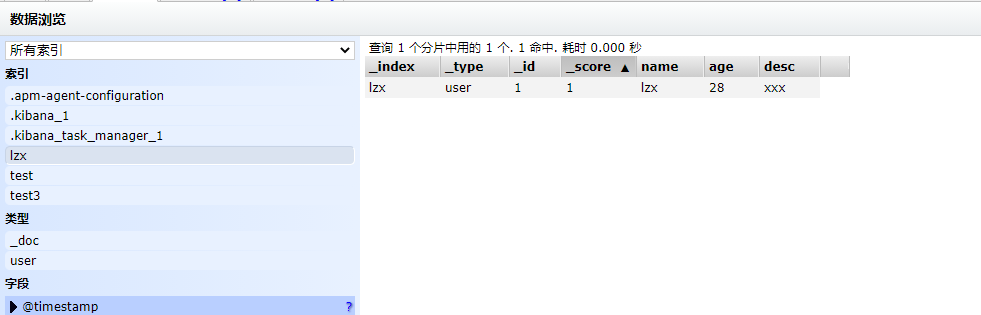 数据浏览
所有索引
索引
.apm-agent-configuration
.kibana_1
.kibana_task_manager_1
lzx
test
test3
类型
_doc
user
字段
@timestamp ?
查询 1 个分片中用的 1 个. 1 命中. 耗时 0.000 秒
_index _type _id _score ▲ name age desc
lzx user 1 1 lzx 28 xxx